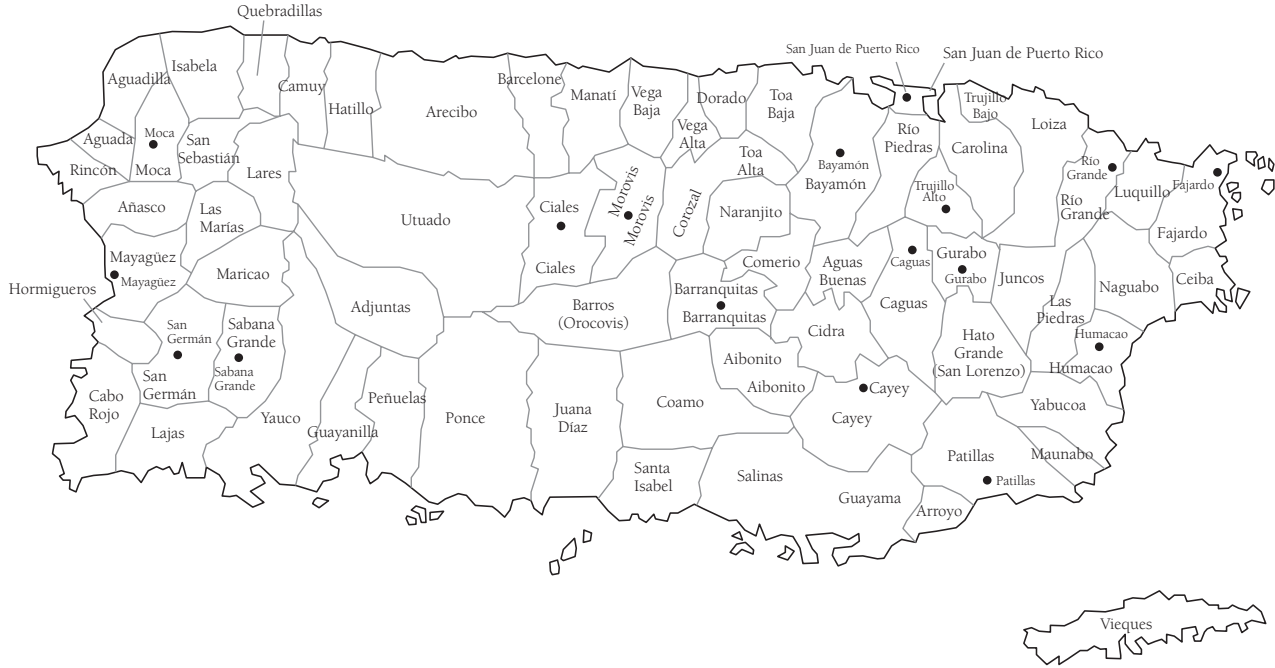 Quebradillas
San Juan de Puerto Rico
San Juan de Puerto Rico
Isabela
Aguadilla
Camuy
Hatillo
Arecibo
Barcelone
Manatí
Vega
Baja
Dorado
Toa
Baja
Trujillo
Bajo
Loiza
Vega
Alta
Río
Piedras
Carolina
Aguada
Moca
Moca
San
Sebastián
Rincón
Lares
Toa
Alta
Bayamón
Bayamón
Río
Grande
Río
Grande
Luquillo
Fajardo
Fajardo
Trujillo
Alto
Añasco
Las
Marías
Utuado
Ciales
Ciales
Morovis
Morovis
Corozal
Naranjito
Mayagüez
Mayagüez
Maricao
Hormigueros
Comerio
Aguas
Buenas
Caguas
Caguas
Gurabo
Gurabo
Juncos
Las
Piedras
Naguabo
Ceiba
Adjuntas
Barros
(Orocovis)
Barranquitas
Barranquitas
Cidra
Hato
Grande
(San Lorenzo)
Humacao
Humacao
San
Germán
San
Germán
Sabana
Grande
Sabana
Grande
Aibonito
Aibonito
Cayey
Cayey
Cabo
Rojo
Lajas
Yauco
Guayanilla
Peñuelas
Ponce
Juana
Díaz
Coamo
Yabucoa
Patillas
Patillas
Maunabo
Santa
Isabel
Salinas
Guayama
Arroyo
Vieques